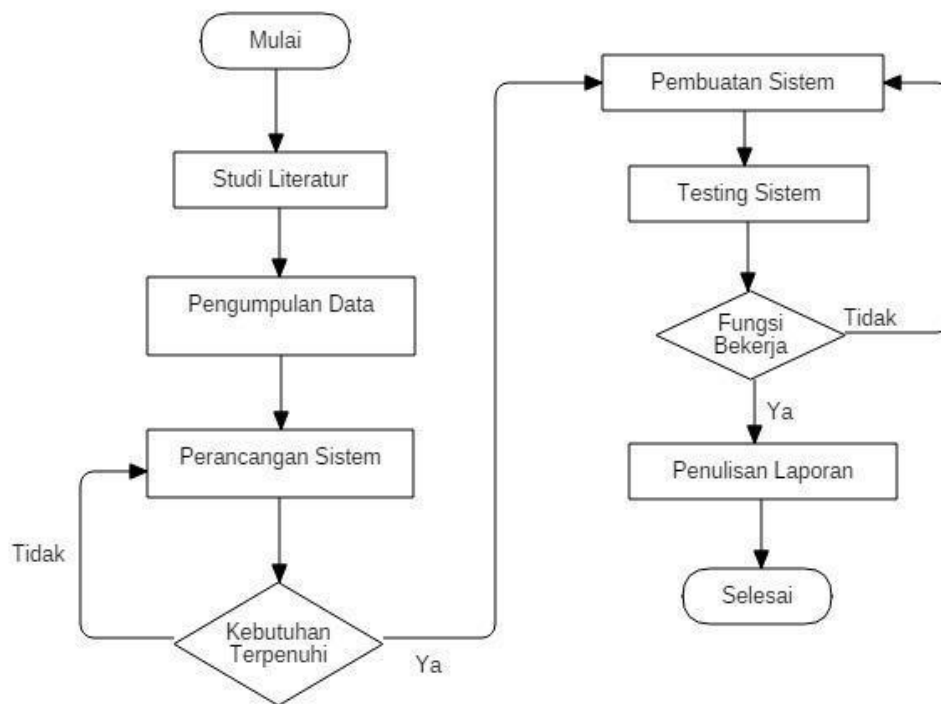 Mulai
Studi Literatur
Pengumpulan Data
Perancangan Sistem
Tidak
Kebutuhan
Terpenuhi
Ya
Pembuatan Sistem
Testing Sistem
Fungsi
Bekerja
Tidak
Ya
Penulisan Laporan
Selesai